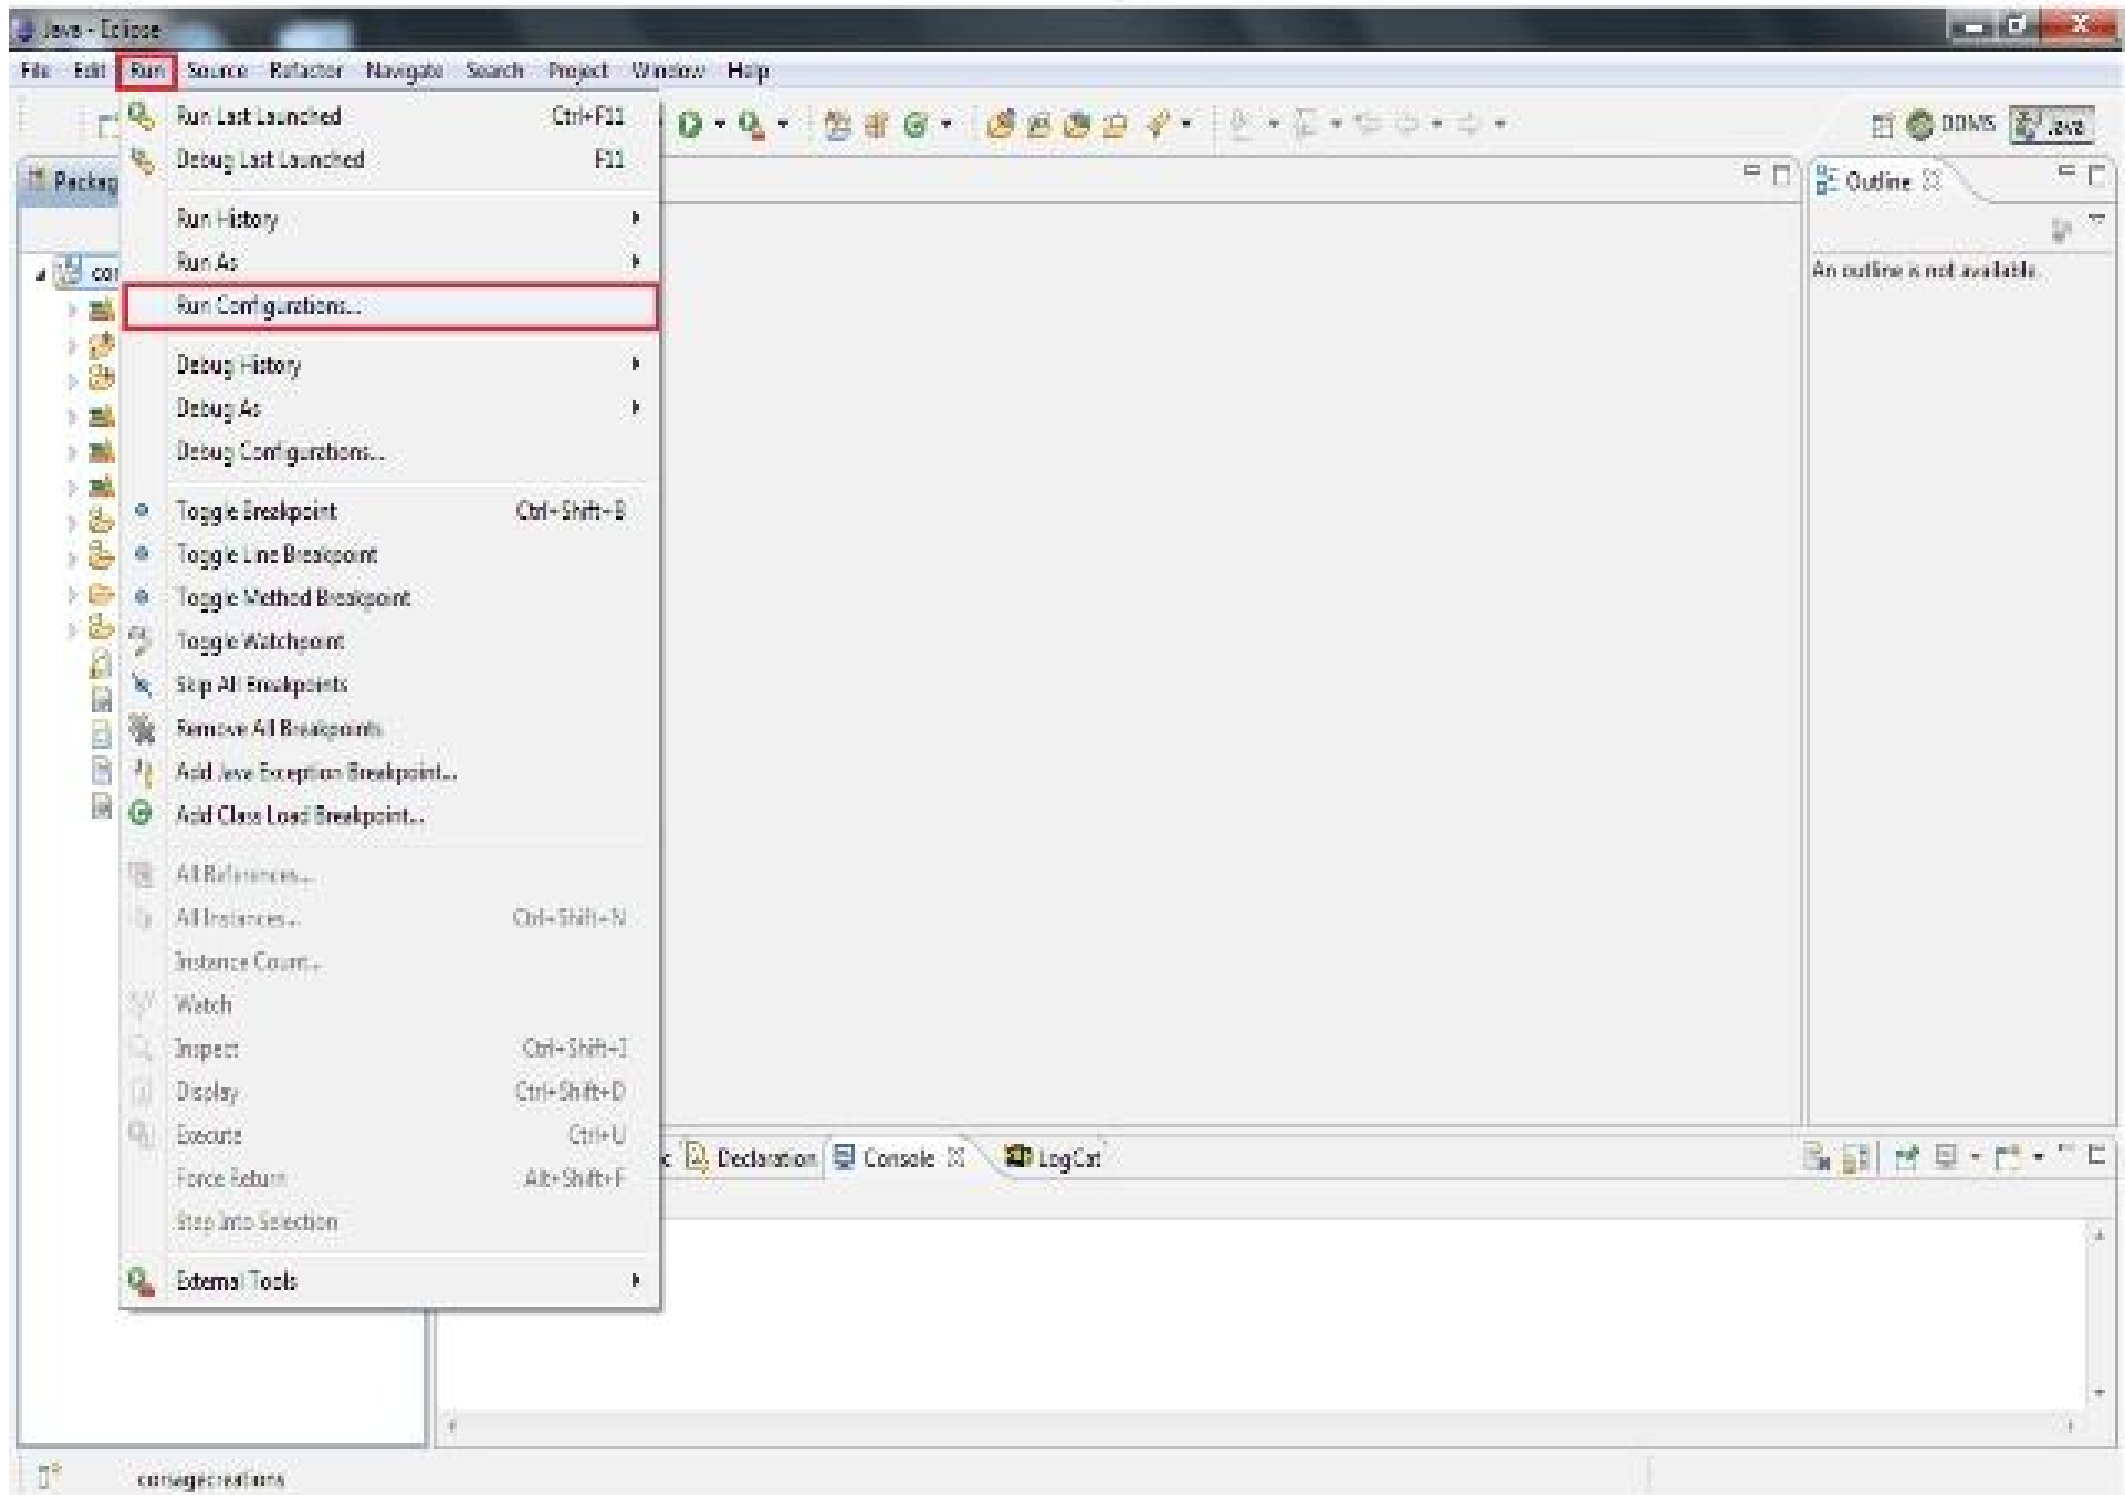 Java - Eclipse
File Edit Run Source Refactor Navigate Search Project Window Help
Run Last Launched Ctrl+F11
Debug Last Launched F11
DDMS Java
Packag
Outline
Run History
Run As
An outline is not available.
Run Configurations...
Debug History
Debug As
Debug Configurations...
Toggle Breakpoint Ctrl+Shift+B
Toggle Line Breakpoint
Toggle Method Breakpoint
Toggle Watchpoint
Skip All Breakpoints
Remove All Breakpoints
Add Java Exception Breakpoint...
Add Class Load Breakpoint...
All References...
All Instances... Ctrl+Shift+N
Instance Count...
Watch
Inspect Ctrl+Shift+I
Display Ctrl+Shift+D
Execute Ctrl+U
Force Return Alt+Shift+F
Step Into Selection
Declaration Console LogCat
External Tools